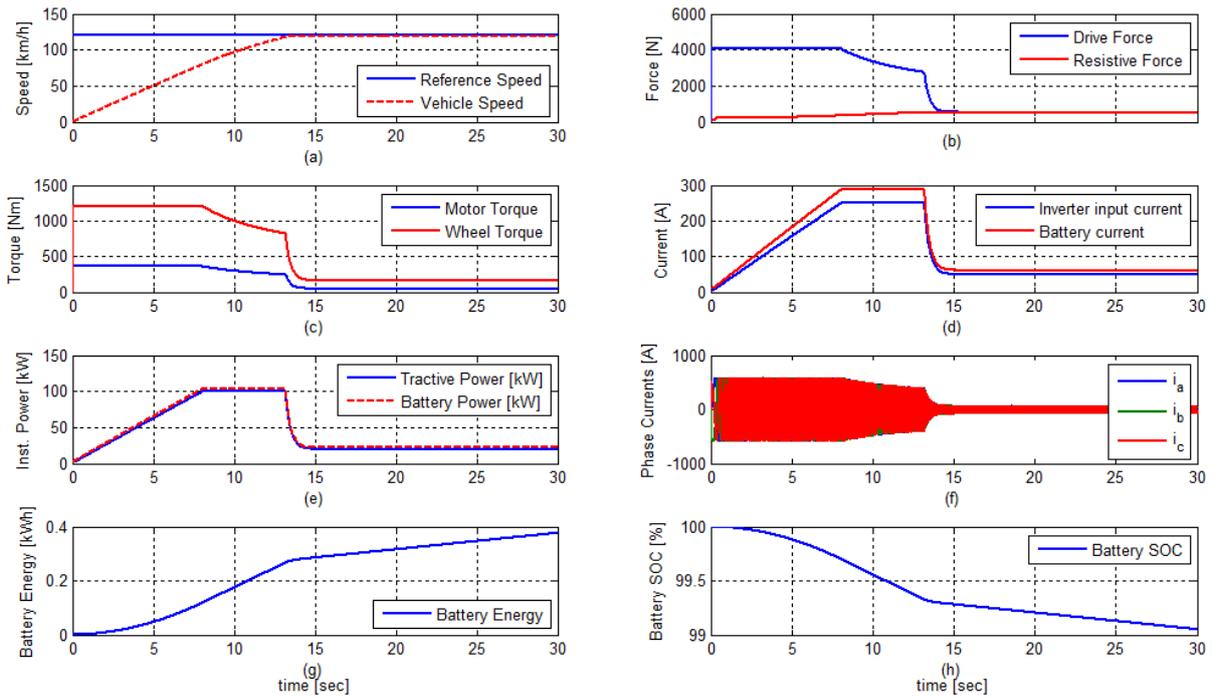 150
100
50
0
Speed [km/h]
Reference Speed
Vehicle Speed
0 5 10 15 20 25 30
(a)
6000
4000
2000
0
Force [N]
Drive Force
Resistive Force
0 5 10 15 20 25 30
(b)
1500
1000
500
0
Torque [Nm]
Motor Torque
Wheel Torque
0 5 10 15 20 25 30
(c)
300
200
100
0
Current [A]
Inverter input current
Battery current
0 5 10 15 20 25 30
(d)
150
100
50
0
Inst. Power [kW]
Tractive Power [kW]
Battery Power [kW]
0 5 10 15 20 25 30
(e)
1000
0
-1000
Phase Currents [A]
i_a
i_b
i_c
0 5 10 15 20 25 30
(f)
0.4
0.2
0
Battery Energy [kWh]
Battery Energy
0 5 10 15 20 25 30
(g)
time [sec]
100
99.5
99
Battery SOC [%]
Battery SOC
0 5 10 15 20 25 30
(h)
time [sec]